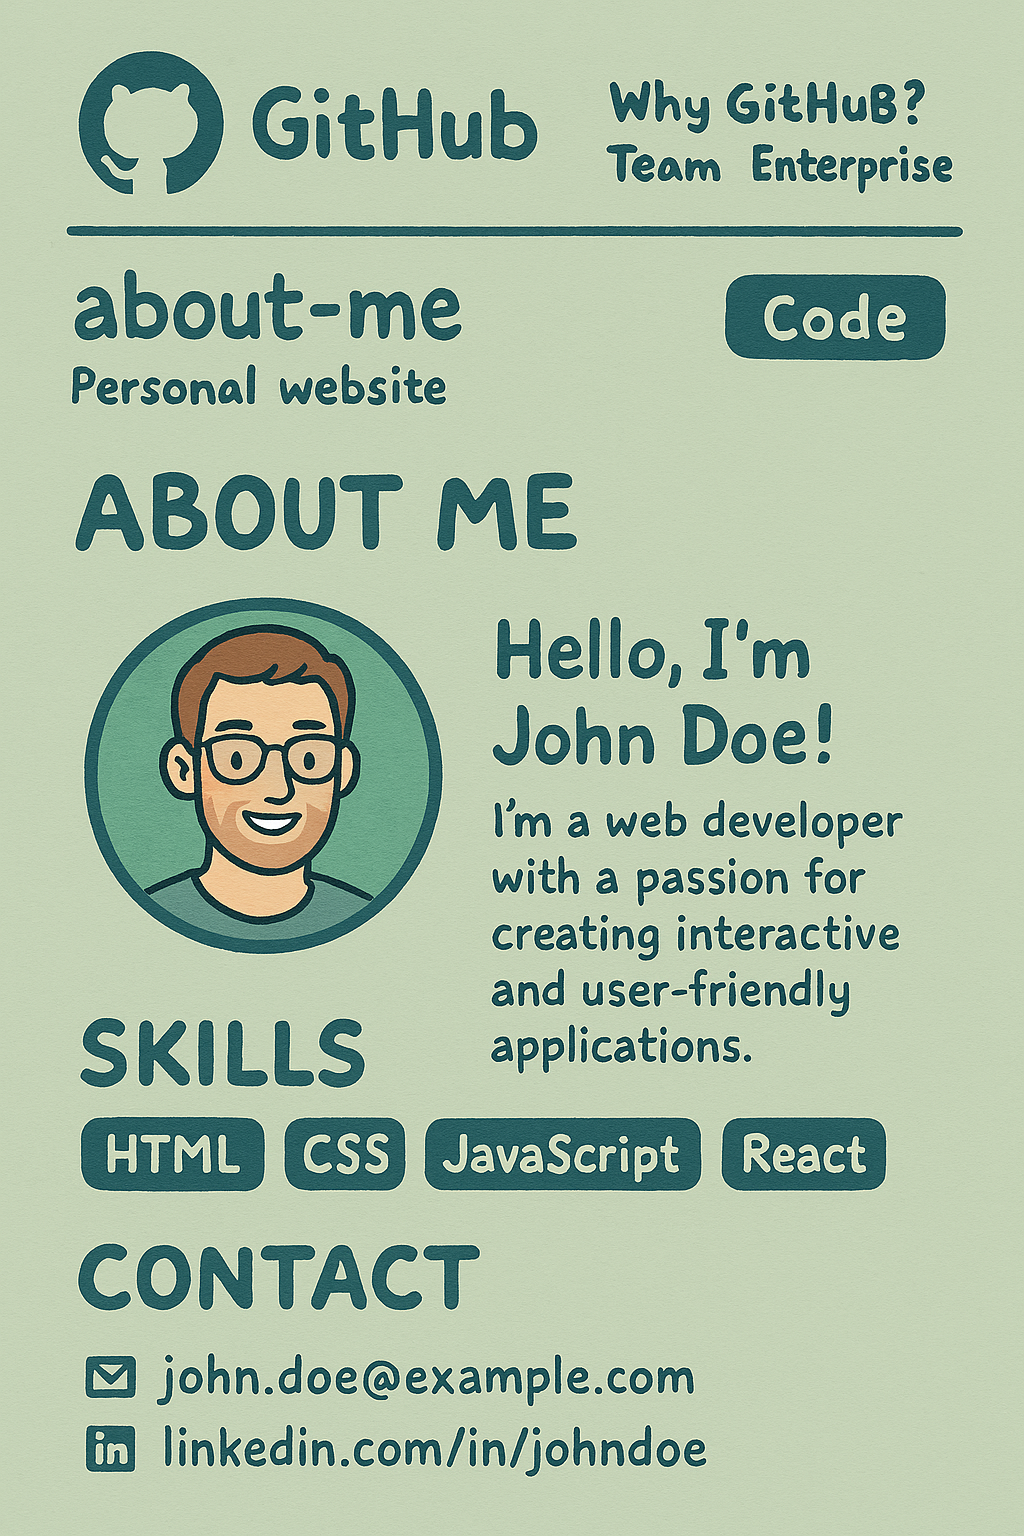 GitHub
Why GitHuB?
Team Enterprise
about-me
Code
Personal website
ABOUT ME
Hello, I'm
John Doe!
I'm a web developer
with a passion for
creating interactive
and user-friendly
applications.
SKILLS
HTML CSS JavaScript React
CONTACT
john.doe@example.com
in linkedin.com/in/johndoe